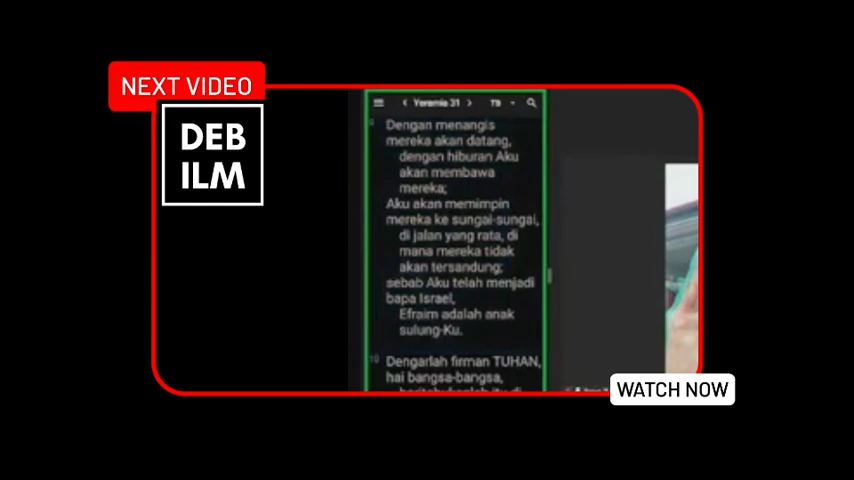 NEXT VIDEO
DEB
ILM
< Yeremia 31 > TB
9 Dengan menangis
mereka akan datang,
dengan hiburan Aku
akan membawa
mereka;
Aku akan memimpin
mereka ke sungai-sungai,
di jalan yang rata, di
mana mereka tidak
akan tersandung;
sebab Aku telah menjadi
bapa Israel,
Efraim adalah anak
sulung-Ku.
10 Dengarlah firman TUHAN,
hai bangsa-bangsa,
WATCH NOW